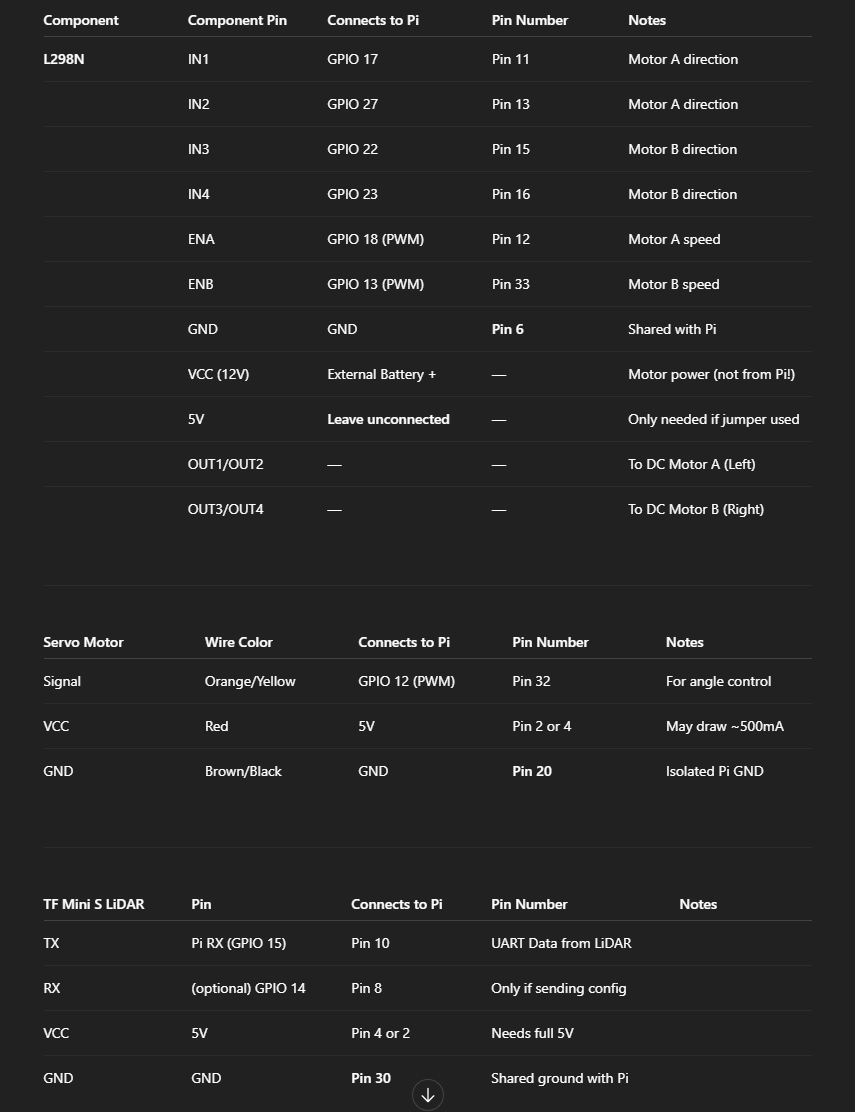 Component Component Pin Connects to Pi Pin Number Notes
L298N IN1 GPIO 17 Pin 11 Motor A direction
IN2 GPIO 27 Pin 13 Motor A direction
IN3 GPIO 22 Pin 15 Motor B direction
IN4 GPIO 23 Pin 16 Motor B direction
ENA GPIO 18 (PWM) Pin 12 Motor A speed
ENB GPIO 13 (PWM) Pin 33 Motor B speed
GND GND Pin 6 Shared with Pi
VCC (12V) External Battery + — Motor power (not from Pi!)
5V Leave unconnected — Only needed if jumper used
OUT1/OUT2 — — To DC Motor A (Left)
OUT3/OUT4 — — To DC Motor B (Right)
Servo Motor Wire Color Connects to Pi Pin Number Notes
Signal Orange/Yellow GPIO 12 (PWM) Pin 32 For angle control
VCC Red 5V Pin 2 or 4 May draw ~500mA
GND Brown/Black GND Pin 20 Isolated Pi GND
TF Mini S LiDAR Pin Connects to Pi Pin Number Notes
TX Pi RX (GPIO 15) Pin 10 UART Data from LiDAR
RX (optional) GPIO 14 Pin 8 Only if sending config
VCC 5V Pin 4 or 2 Needs full 5V
GND GND Pin 30 Shared ground with Pi